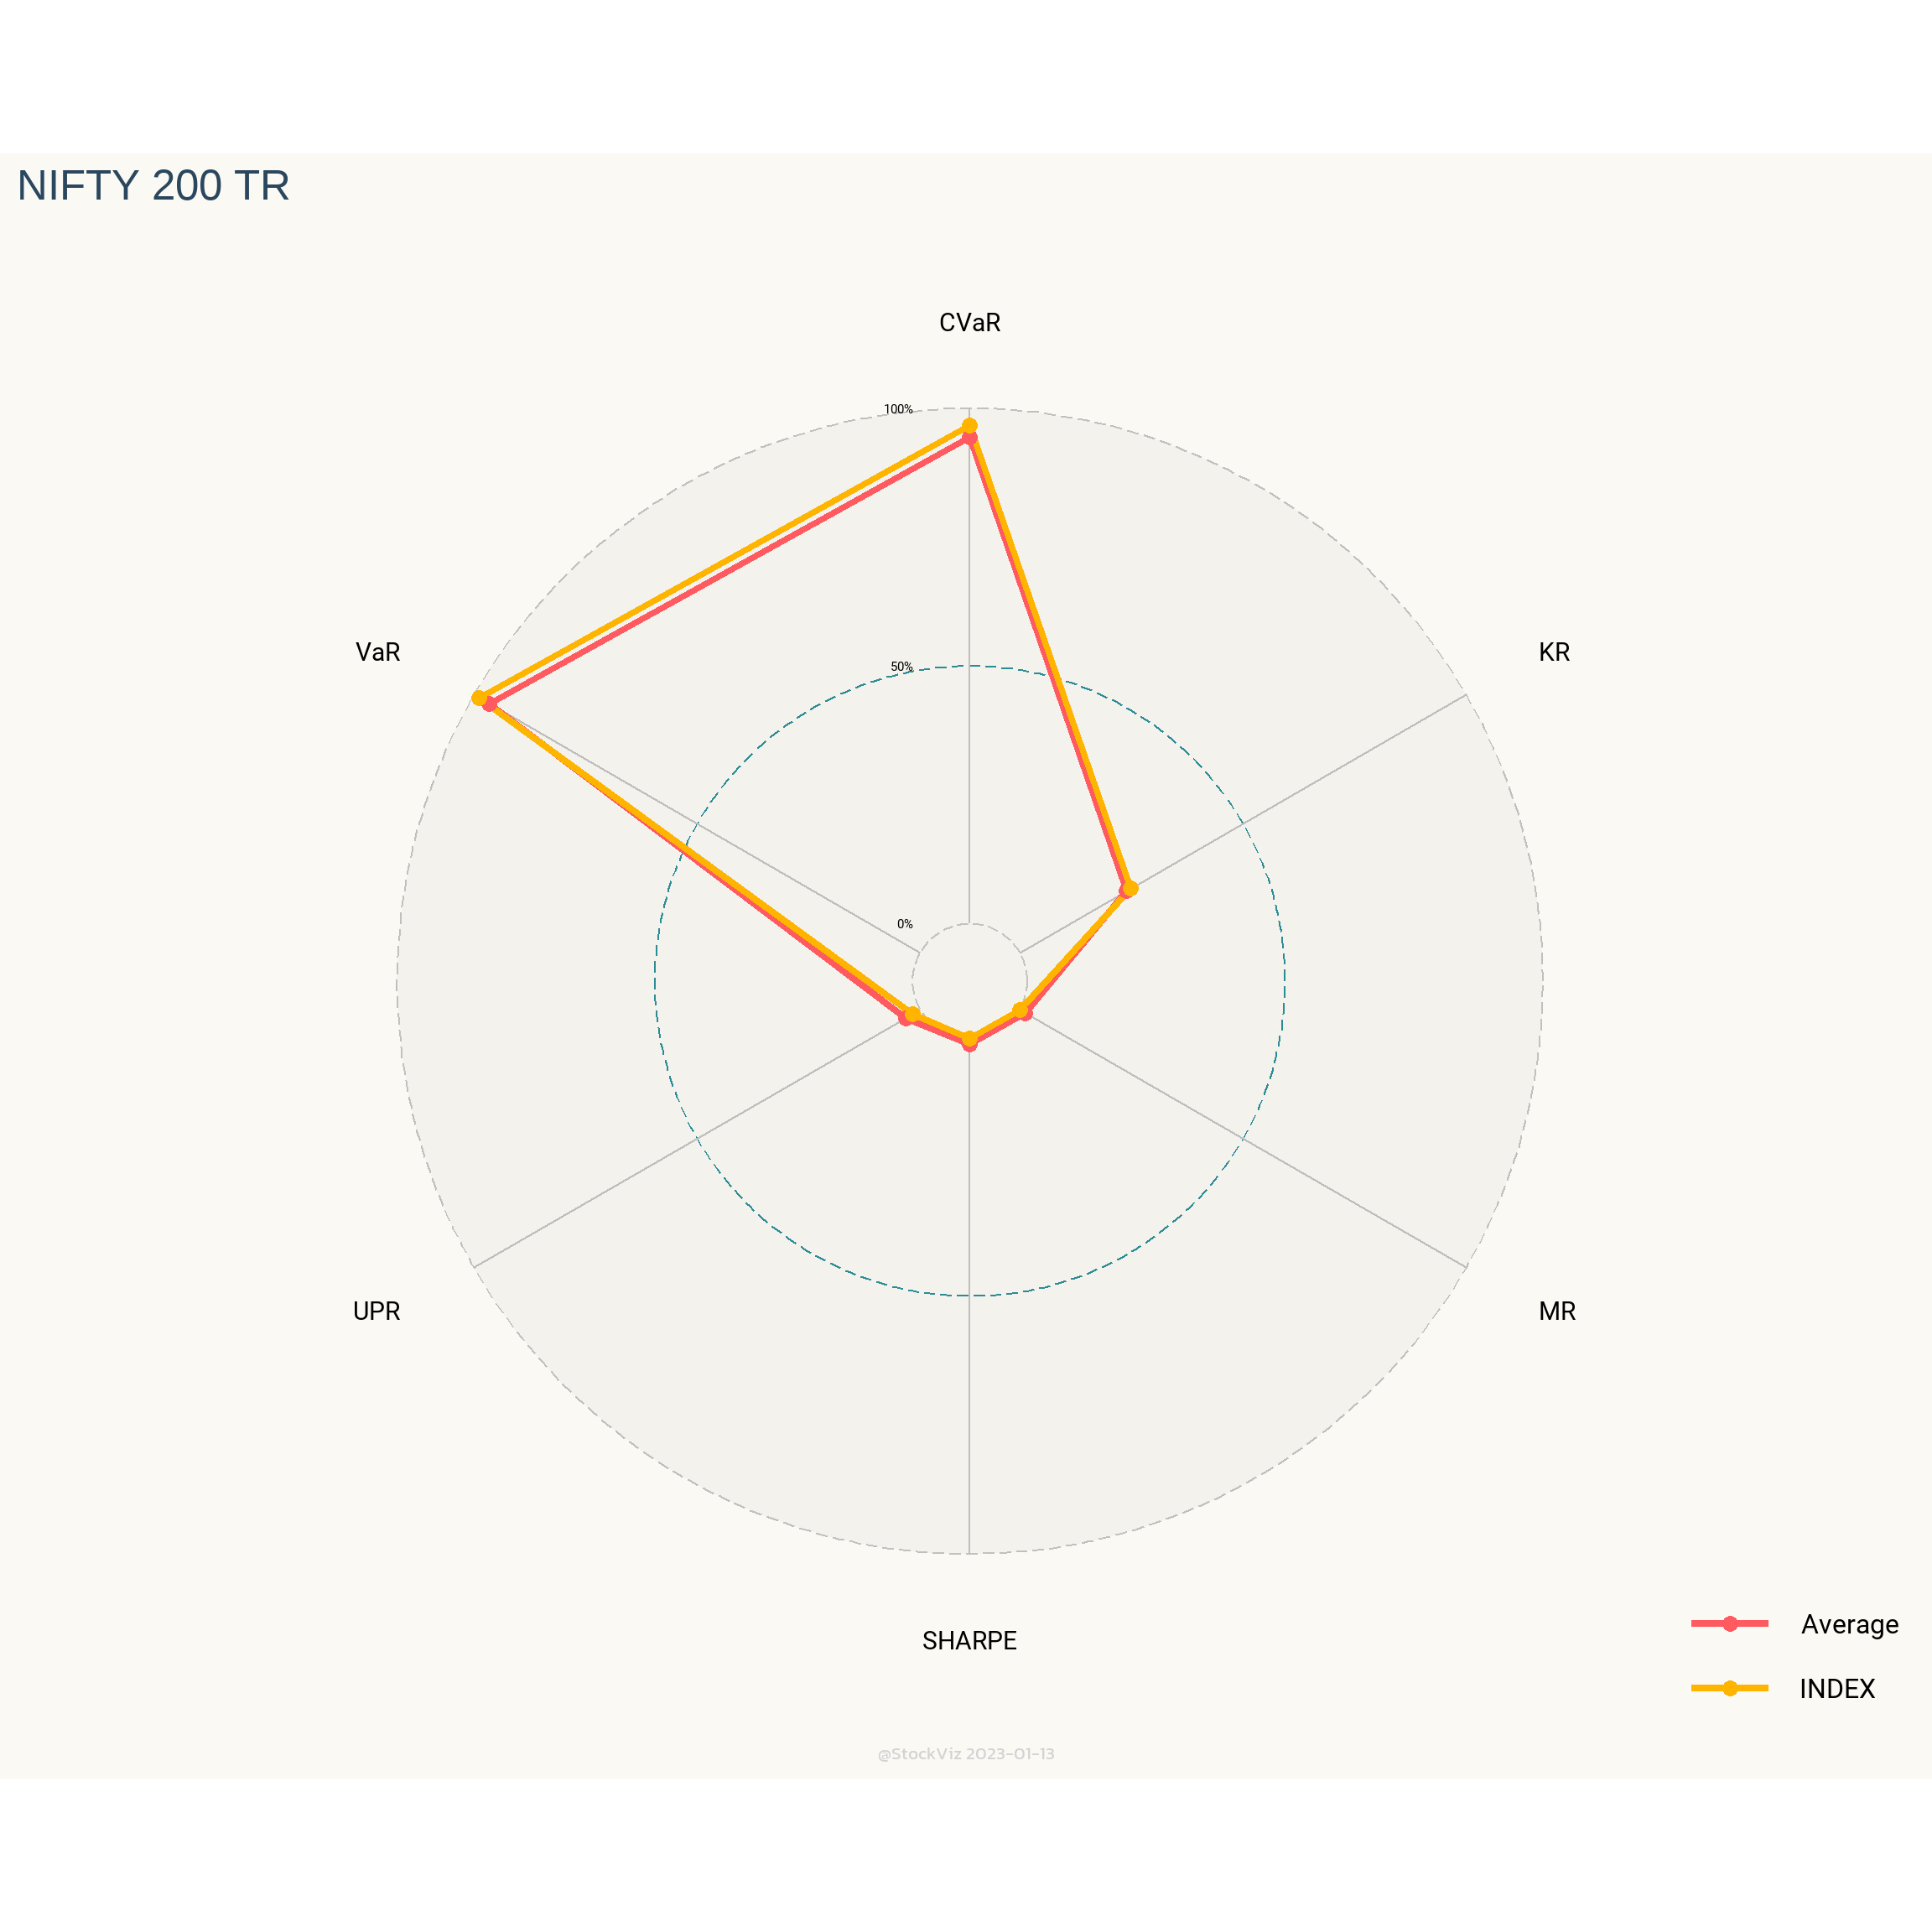 NIFTY 200 TR
CVaR
100%
VaR
KR
50%
0%
UPR
MR
SHARPE
Average
INDEX
@StockViz 2023-01-13